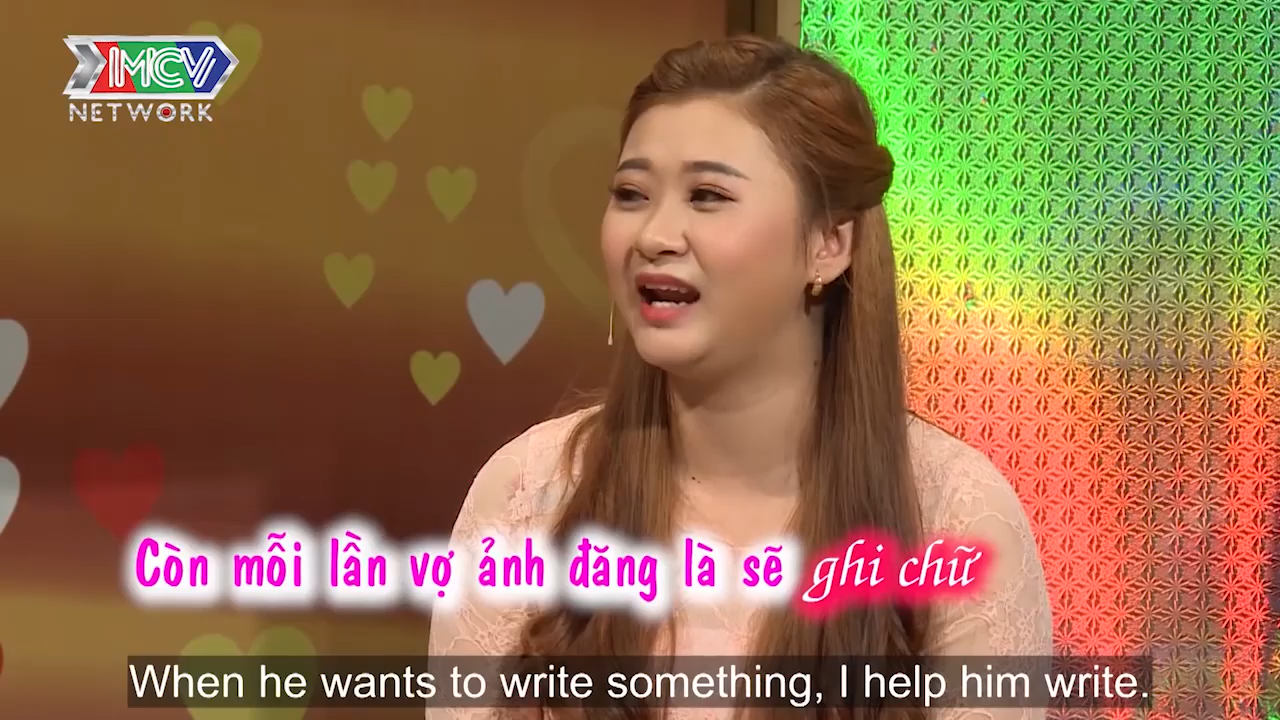 MCV
NETWORK
Còn mỗi lần vợ ảnh đăng là sẽ ghi chữ
When he wants to write something, I help him write.